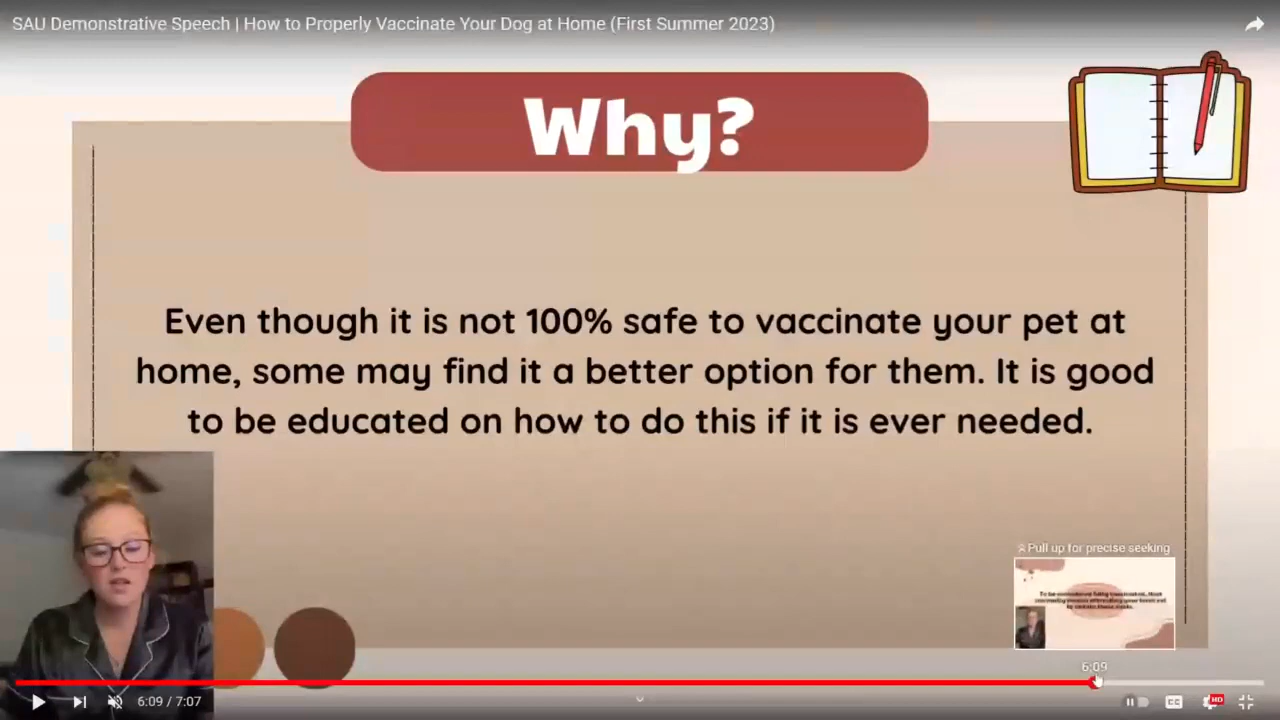 SAU Demonstrative Speech | How to Properly Vaccinate Your Dog at Home (First Summer 2023)
Why?
Even though it is not 100% safe to vaccinate your pet at
home, some may find it a better option for them. It is good
to be educated on how to do this if it is ever needed.
Pull up for precise seeking
6:09
6:09 / 7:07
CC
HD